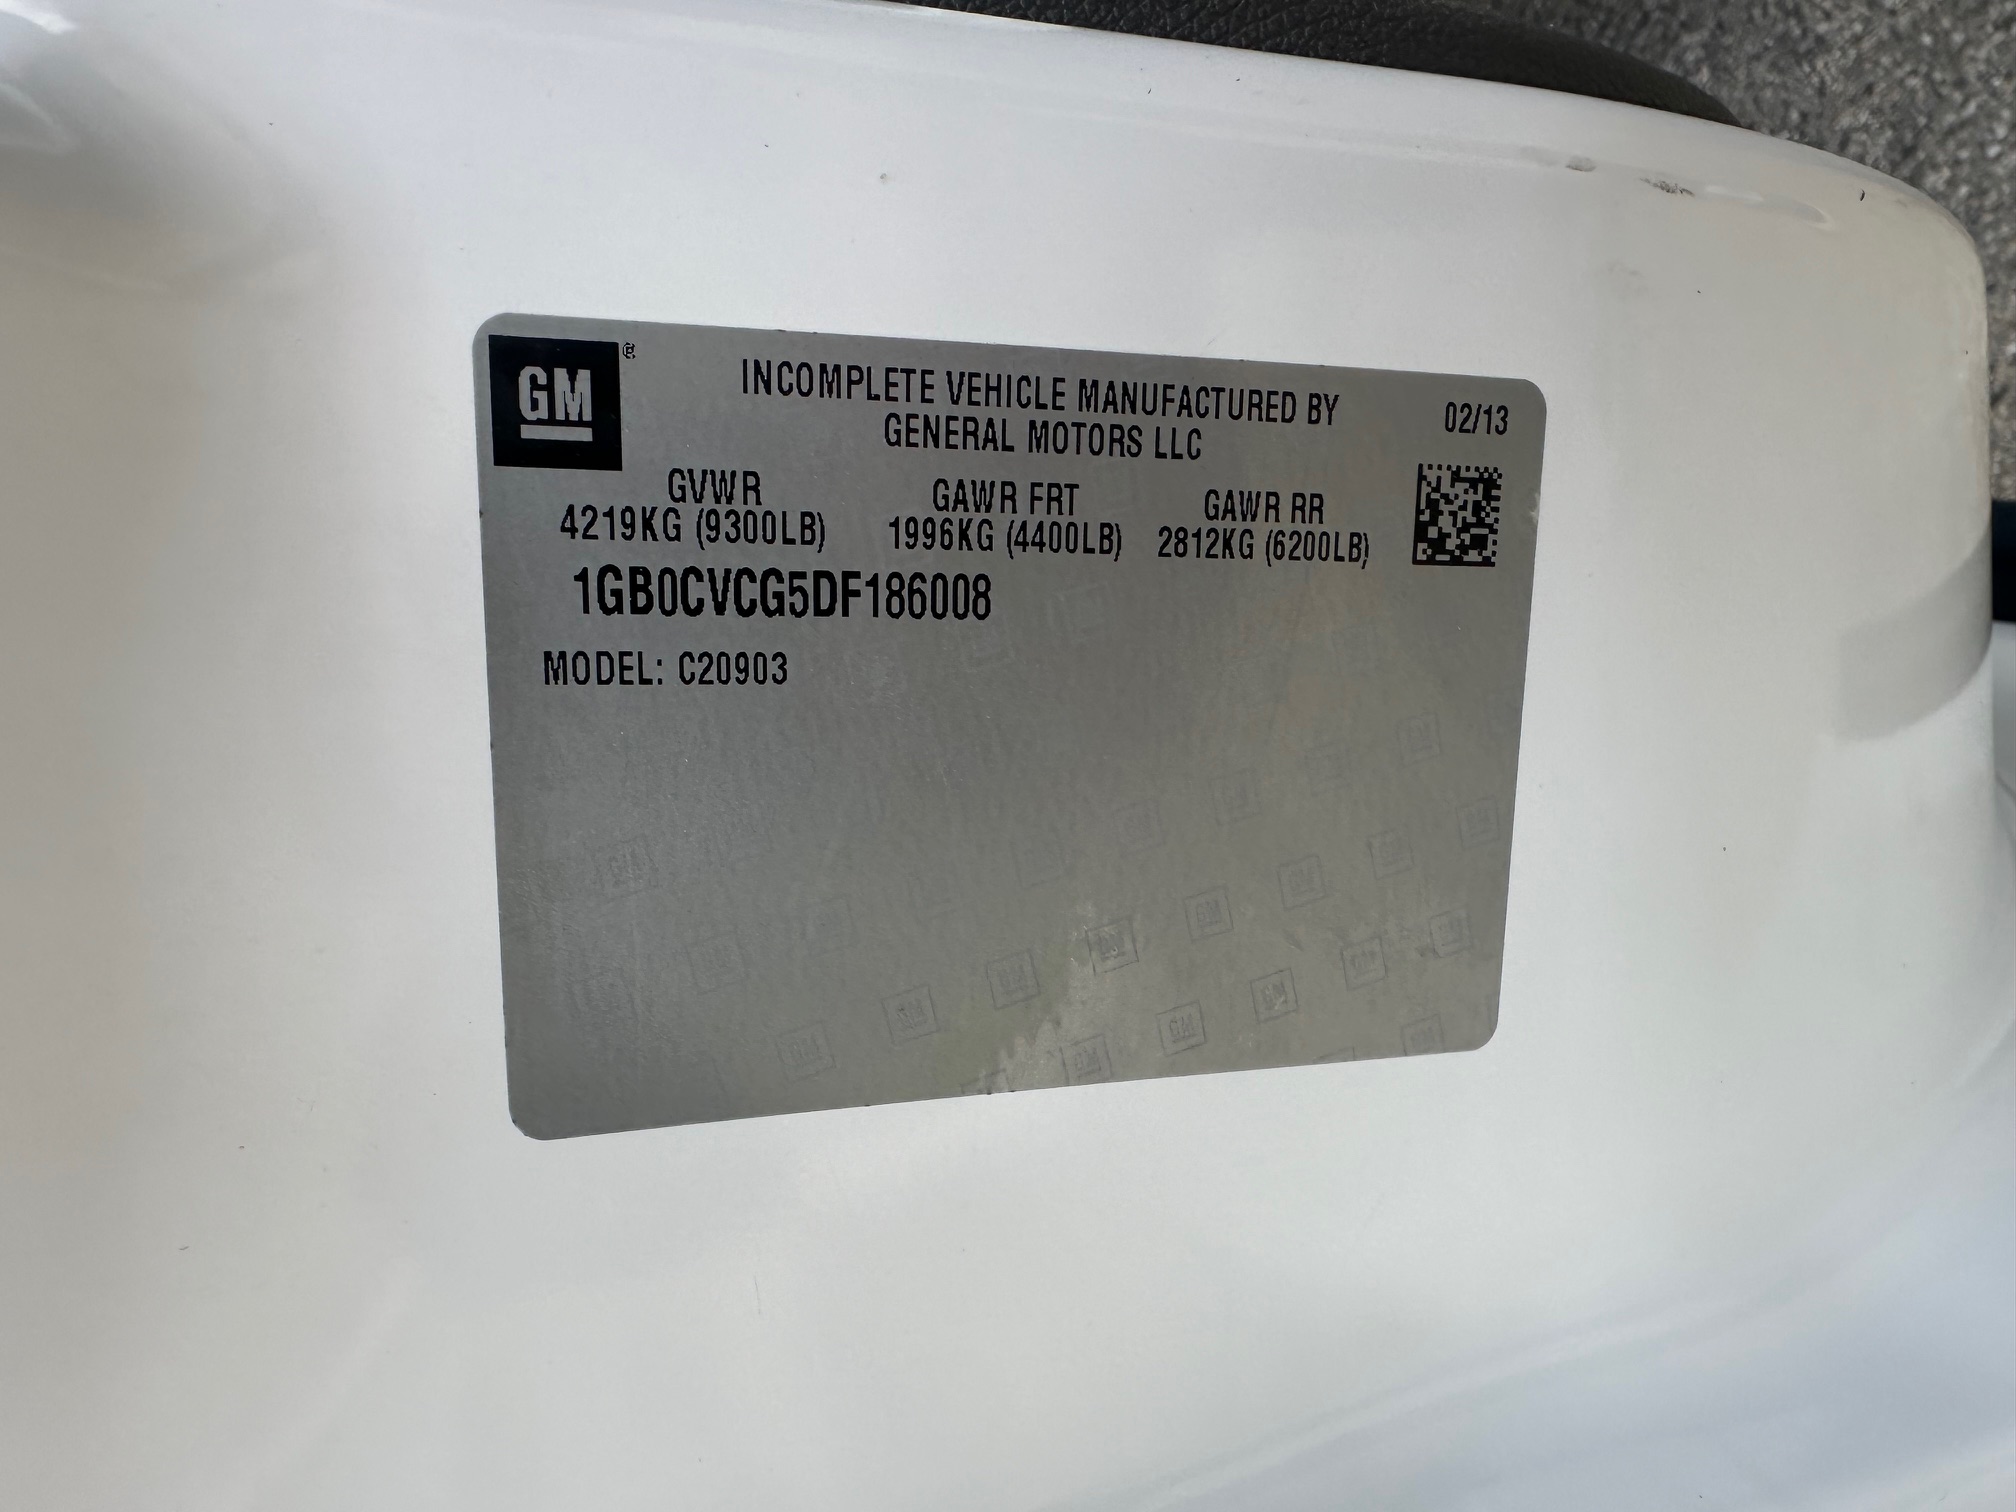 GM ®
INCOMPLETE VEHICLE MANUFACTURED BY
GENERAL MOTORS LLC
02/13
GVWR
4219KG (9300LB)
GAWR FRT
1996KG (4400LB)
GAWR RR
2812KG (6200LB)
1GB0CVCG5DF186008
MODEL: C20903